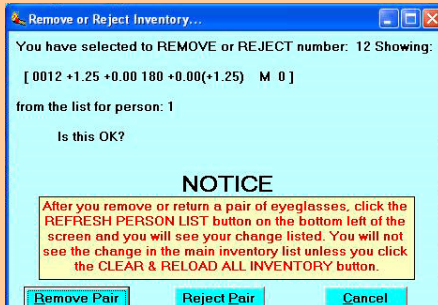 Remove or Reject Inventory...
You have selected to REMOVE or REJECT number: 12 Showing:
[ 0012 +1.25 +0.00 180 +0.00(+1.25) M 0 ]
from the list for person: 1
Is this OK?
NOTICE
After you remove or return a pair of eyeglasses, click the
REFRESH PERSON LIST button on the bottom left of the
screen and you will see your change listed. You will not
see the change in the main inventory list unless you click
the CLEAR & RELOAD ALL INVENTORY button.
Remove Pair Reject Pair Cancel